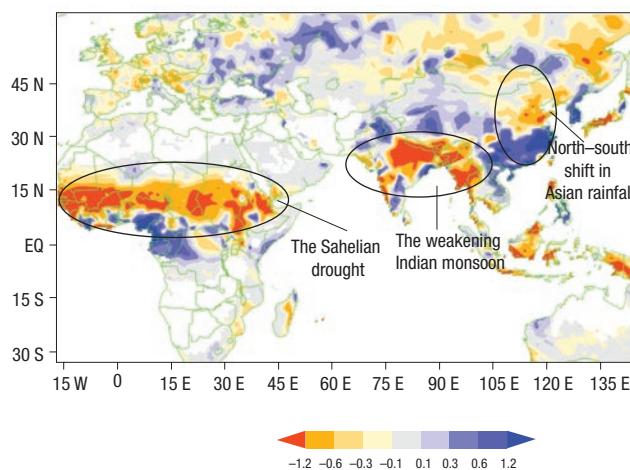 45 N
30 N
15 N
EQ
15 S
30 S
North–south
shift in
Asian rainfall
The Sahelian
drought
The weakening
Indian monsoon
15 W 0 15 E 30 E 45 E 60 E 75 E 90 E 105 E 120 E 135 E
–1.2 –0.6 –0.3 –0.1 0.1 0.3 0.6 1.2